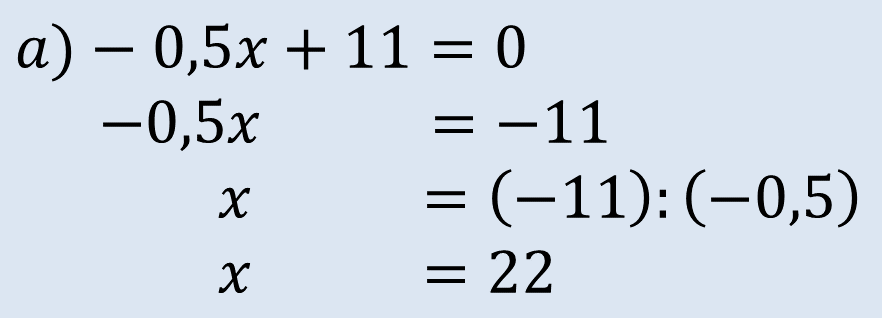 a) − 0,5x + 11 = 0
−0,5x = −11
x = (−11): (−0,5)
x = 22